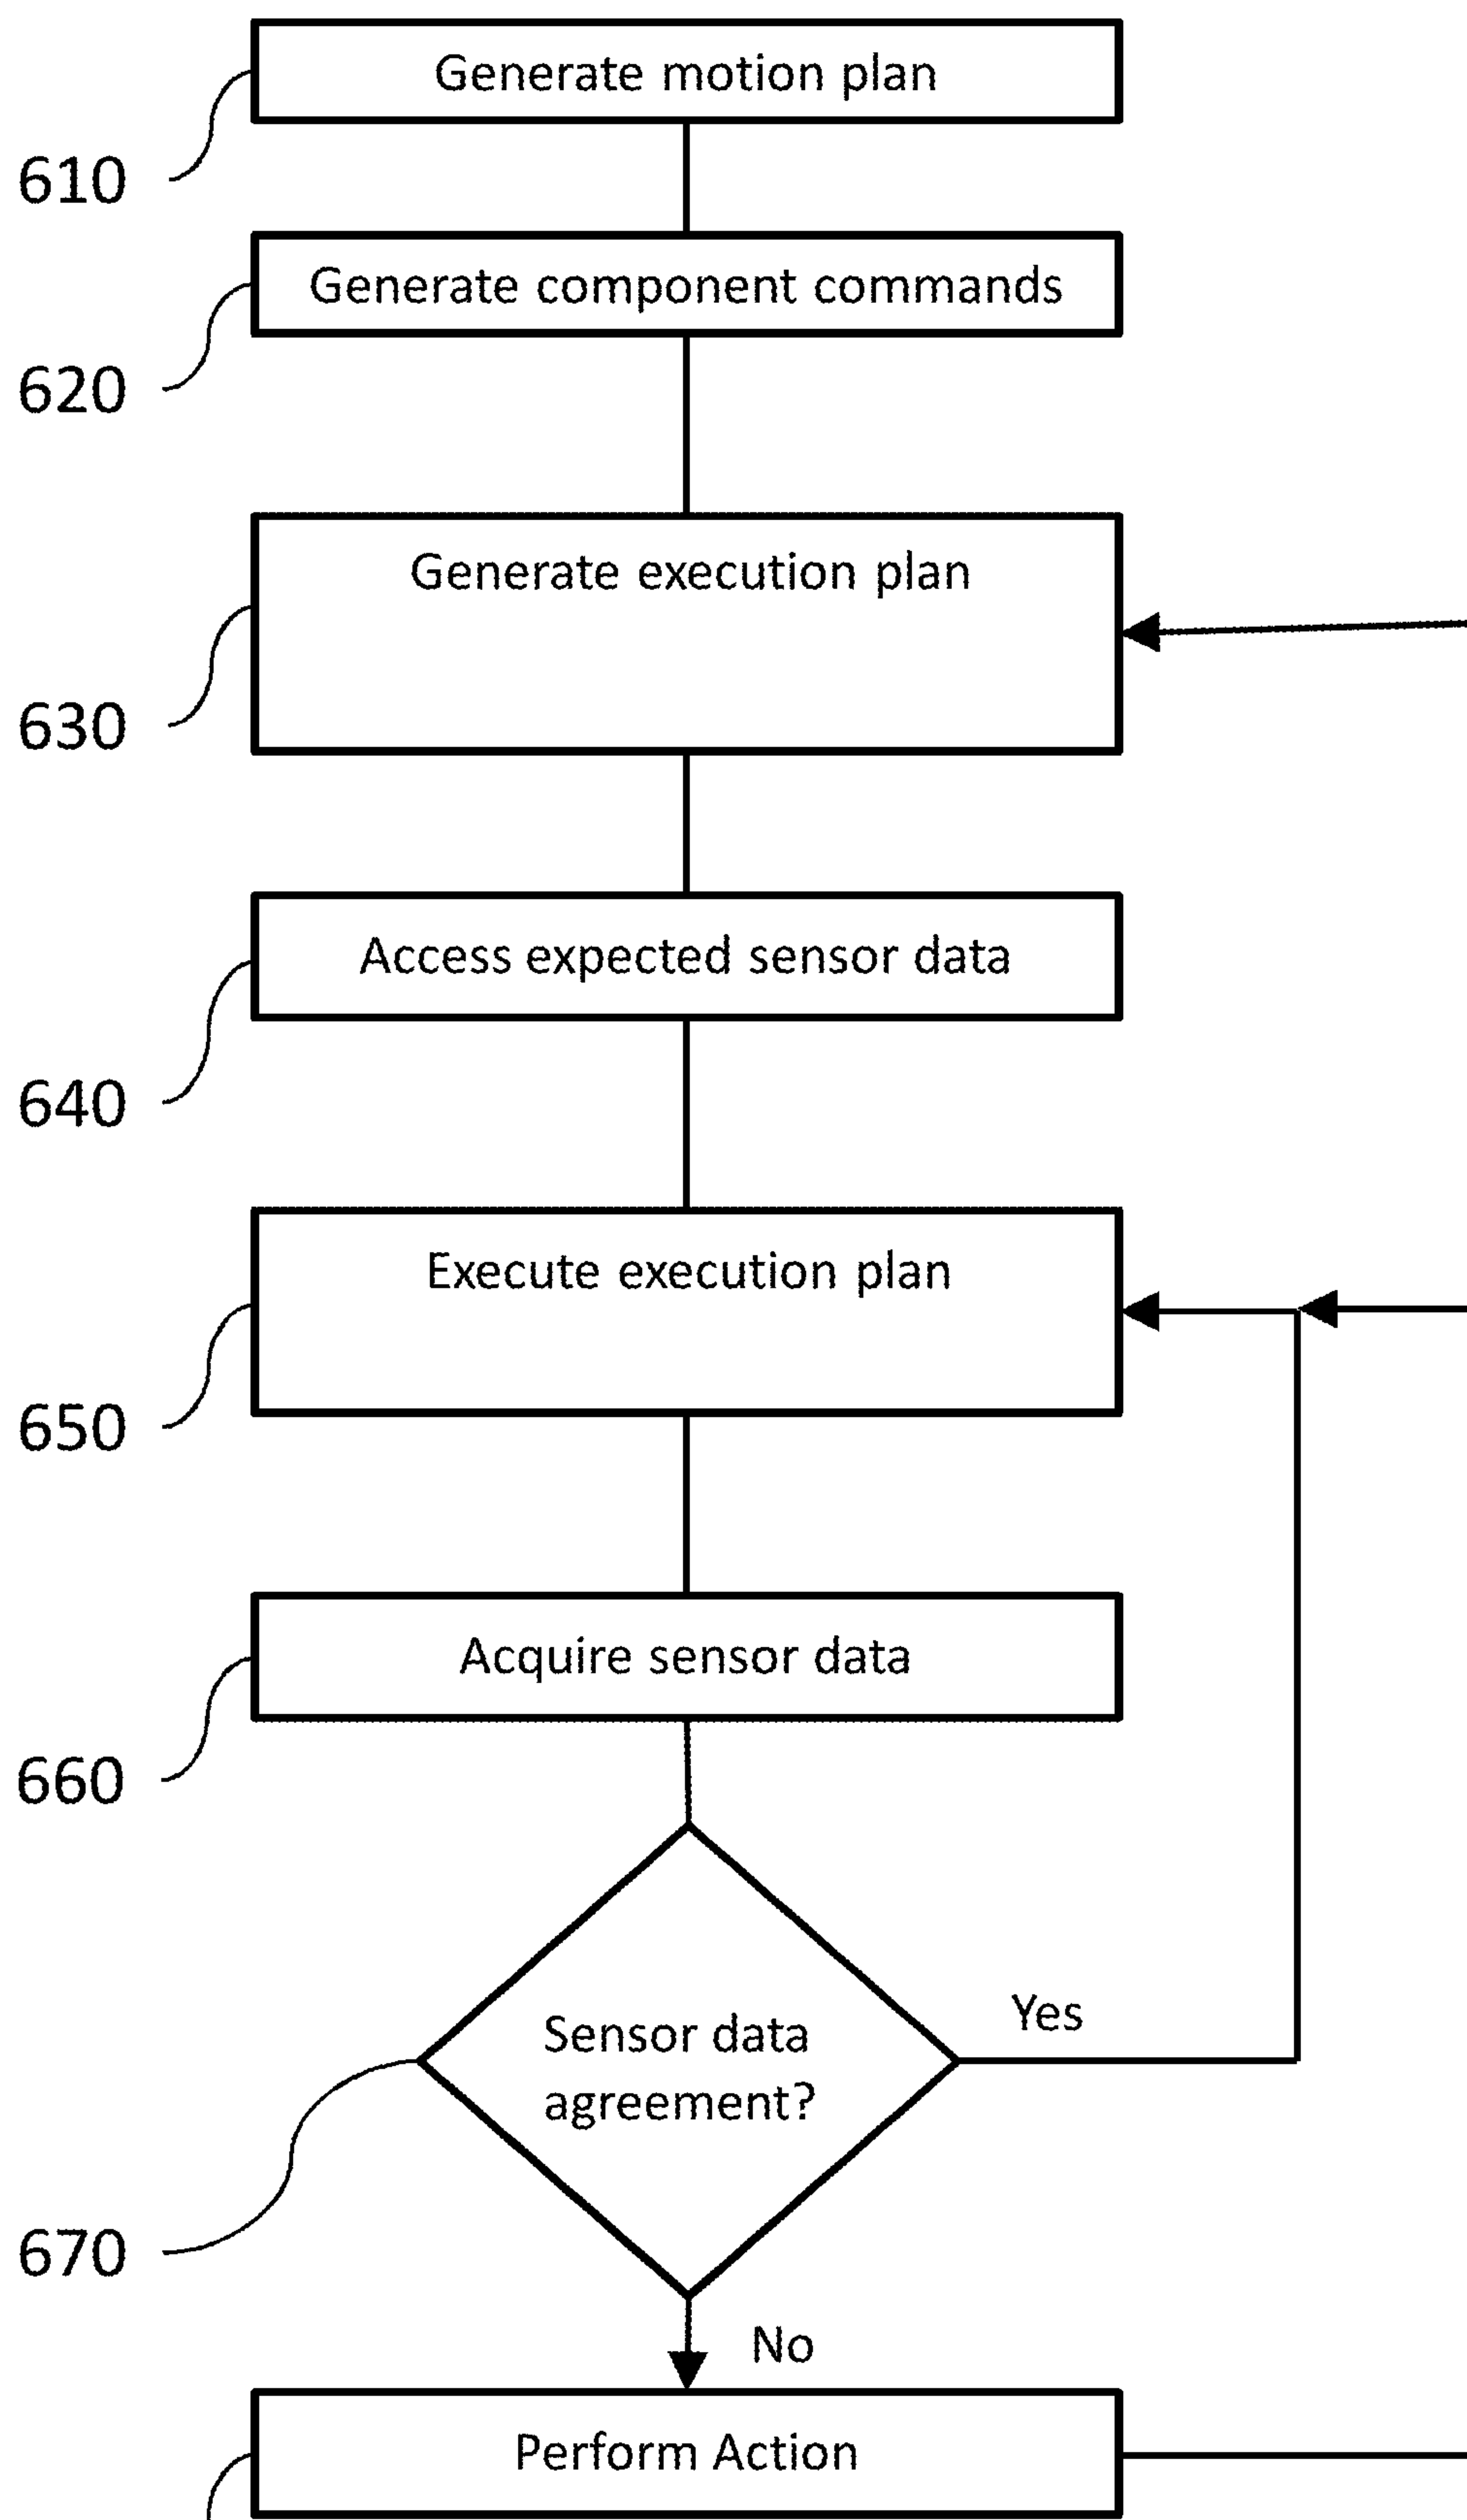 Generate motion plan
610
Generate component commands
620
Generate execution plan
630
Access expected sensor data
640
Execute execution plan
650
Acquire sensor data
660
Yes
Sensor data
agreement?
670
No
Perform Action